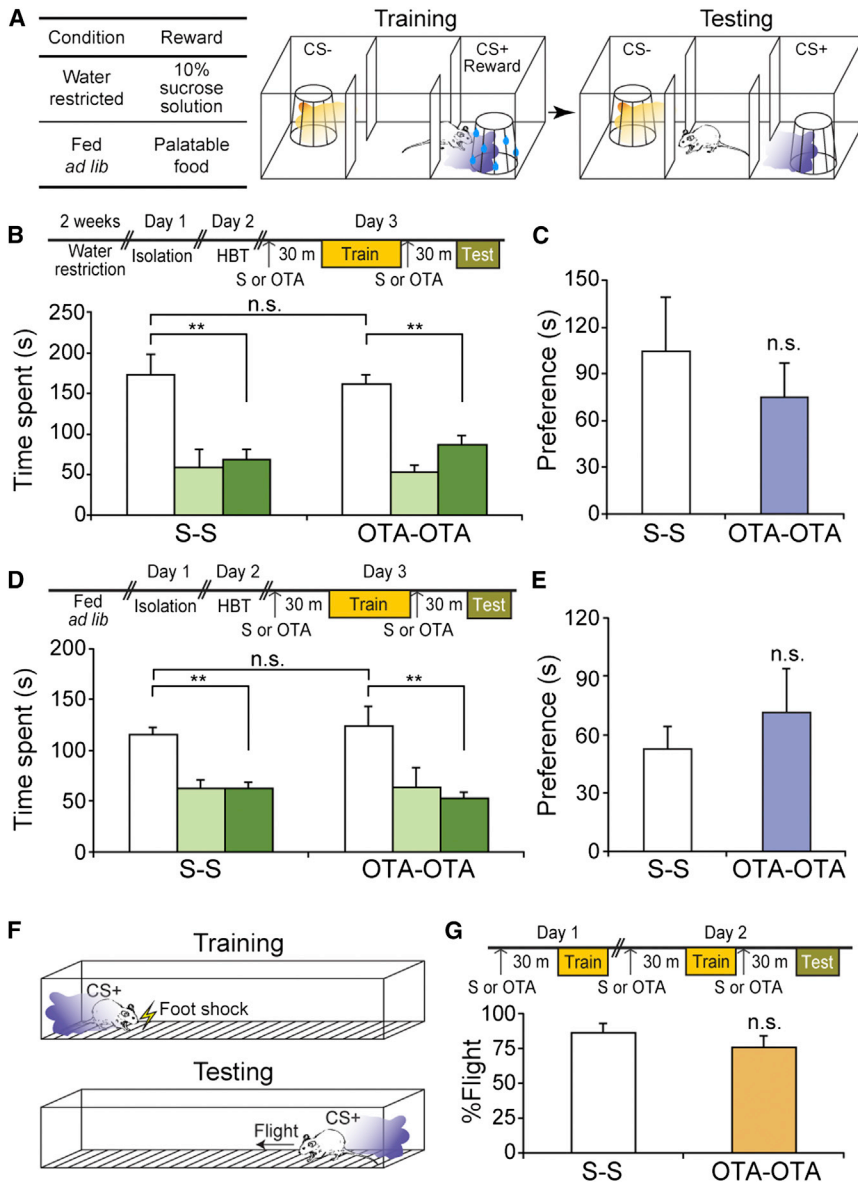 A
Condition Reward
Water restricted 10% sucrose solution
Fed ad lib Palatable food
Training
CS-
CS+
Reward
Testing
CS-
CS+
B
2 weeks Day 1 Day 2 Day 3
Water restriction Isolation HBT 30 m Train 30 m Test
S or OTA S or OTA
Time spent (s)
250
200
150
100
50
0
n.s.
** **
S-S OTA-OTA
C
Preference (s)
150
120
90
60
30
0
n.s.
S-S OTA-OTA
D
Day 1 Day 2 Day 3
Fed ad lib Isolation HBT 30 m Train 30 m Test
S or OTA S or OTA
Time spent (s)
200
150
100
50
0
n.s.
** **
S-S OTA-OTA
E
Preference (s)
120
90
60
30
0
n.s.
S-S OTA-OTA
F
Training
CS+
Foot shock
Testing
CS+
Flight
G
Day 1 Day 2
30 m Train 30 m Train 30 m Test
S or OTA S or OTA S or OTA
%Flight
100
75
50
25
0
n.s.
S-S OTA-OTA